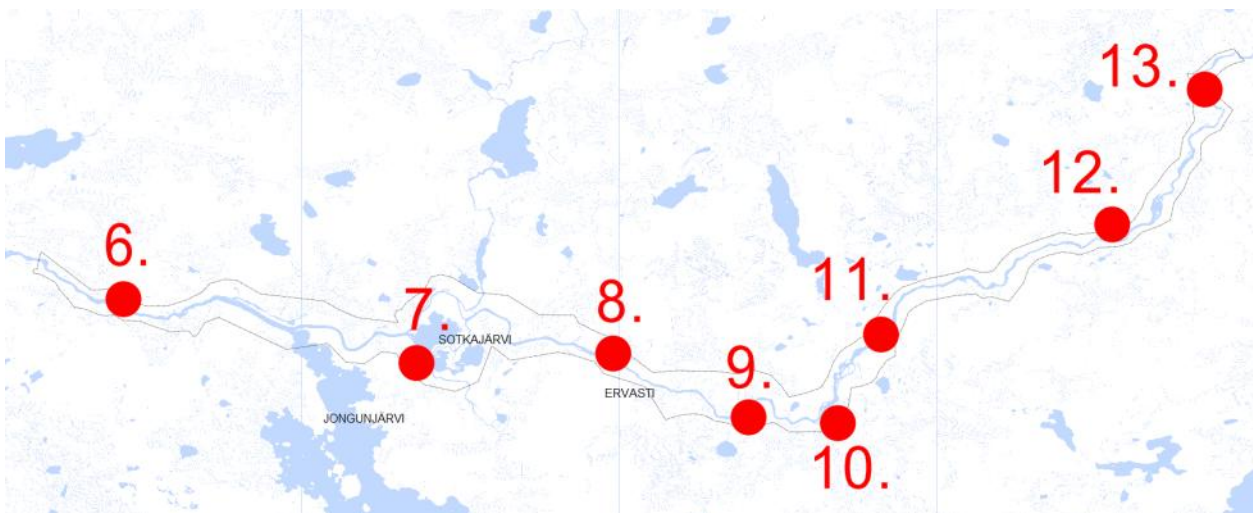 6.
7.
SOTKAJÄRVI
JONGUNJÄRVI
8.
ERVASTI
9.
10.
11.
12.
13.